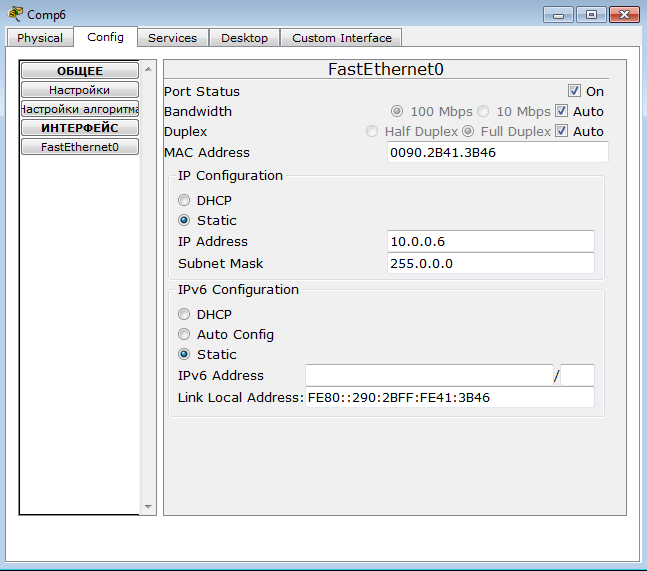 Comp6
Physical Config Services Desktop Custom Interface
ОБЩЕЕ
Настройки
Настройки алгоритма
ИНТЕРФЕЙС
FastEthernet0
FastEthernet0
Port Status On
Bandwidth 100 Mbps 10 Mbps Auto
Duplex Half Duplex Full Duplex Auto
MAC Address 0090.2B41.3B46
IP Configuration
DHCP
Static
IP Address 10.0.0.6
Subnet Mask 255.0.0.0
IPv6 Configuration
DHCP
Auto Config
Static
IPv6 Address /
Link Local Address: FE80::290:2BFF:FE41:3B46